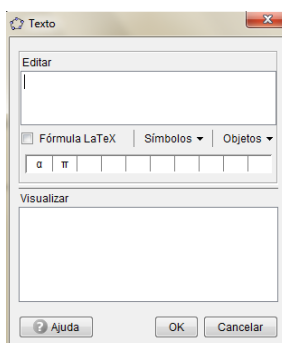 Texto
Editar
Fórmula LaTeX Símbolos Objetos
α π
Visualizar
Ajuda OK Cancelar